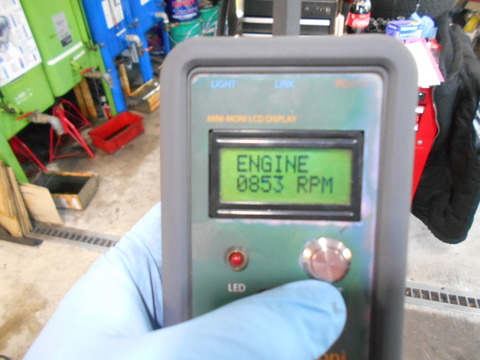 LIGHT LINK
MINI-MONI-LCD DISPLAY
ENGINE
0853 RPM
LED